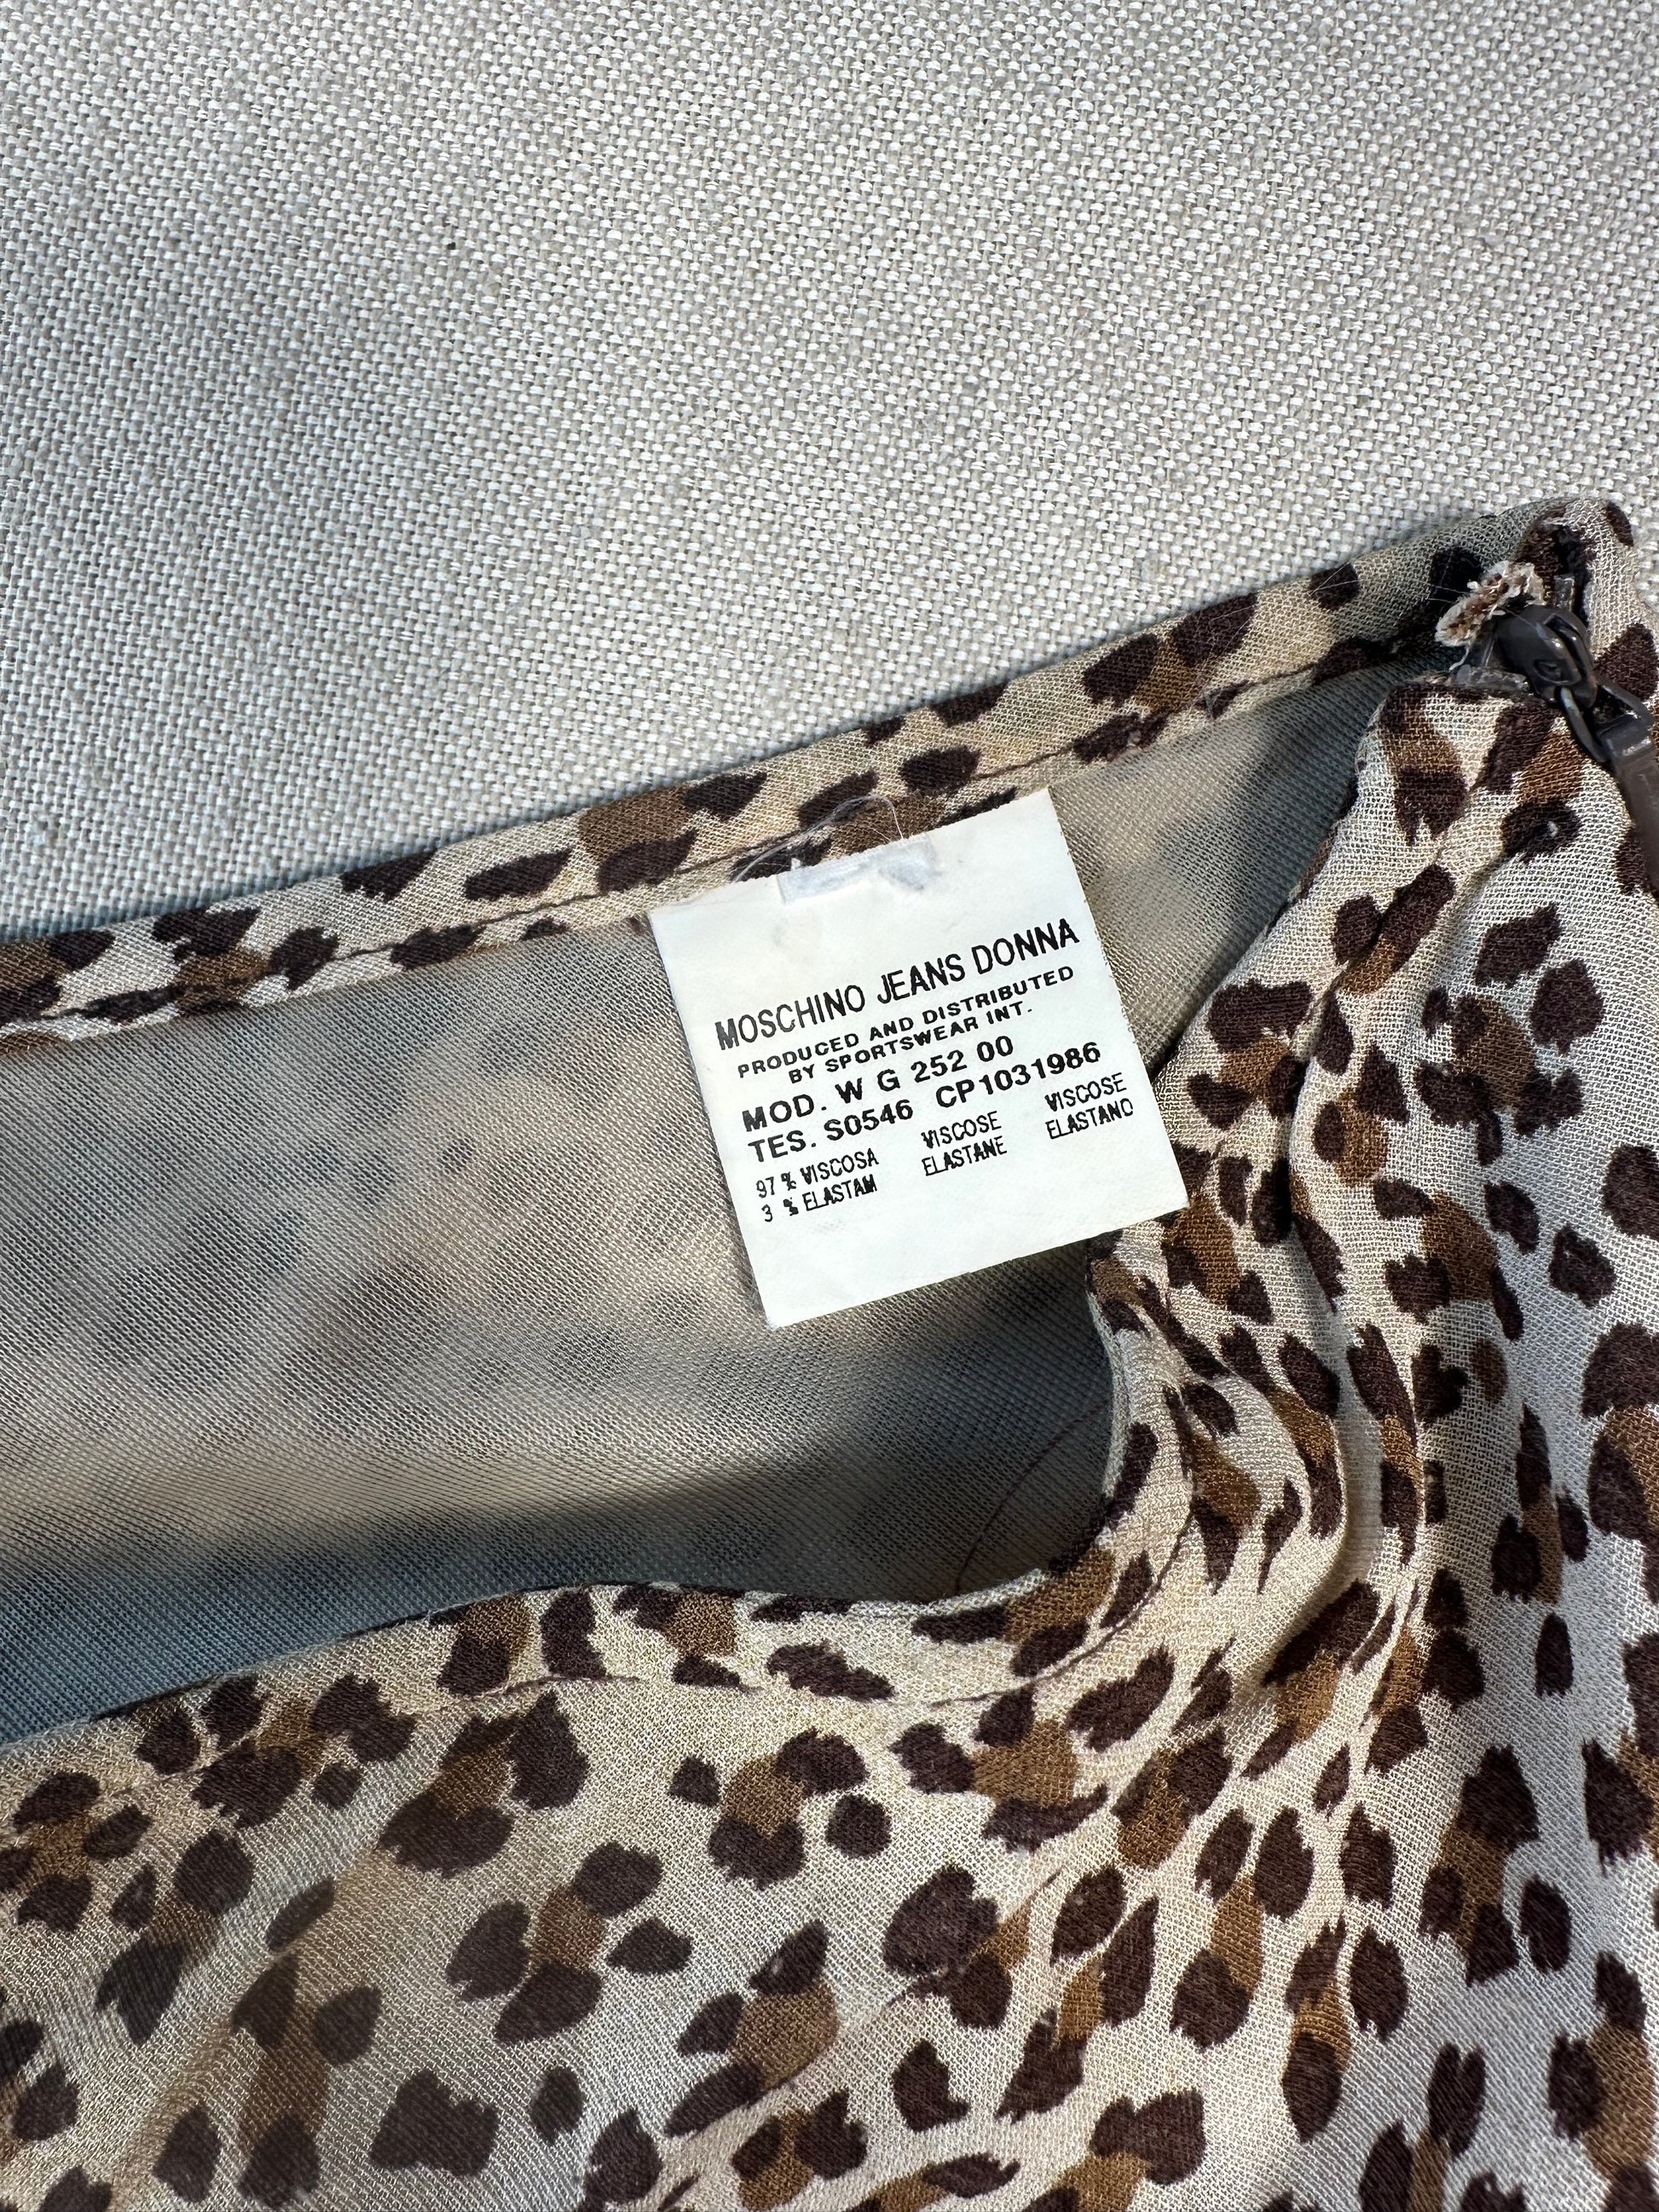 MOSCHINO JEANS DONNA
PRODUCED AND DISTRIBUTED
BY SPORTSWEAR INT.
MOD. W G 252 00
TES. S0546 CP1031986
97 % VISCOSA VISCOSE VISCOSE
3 % ELASTAM ELASTANE ELASTANO